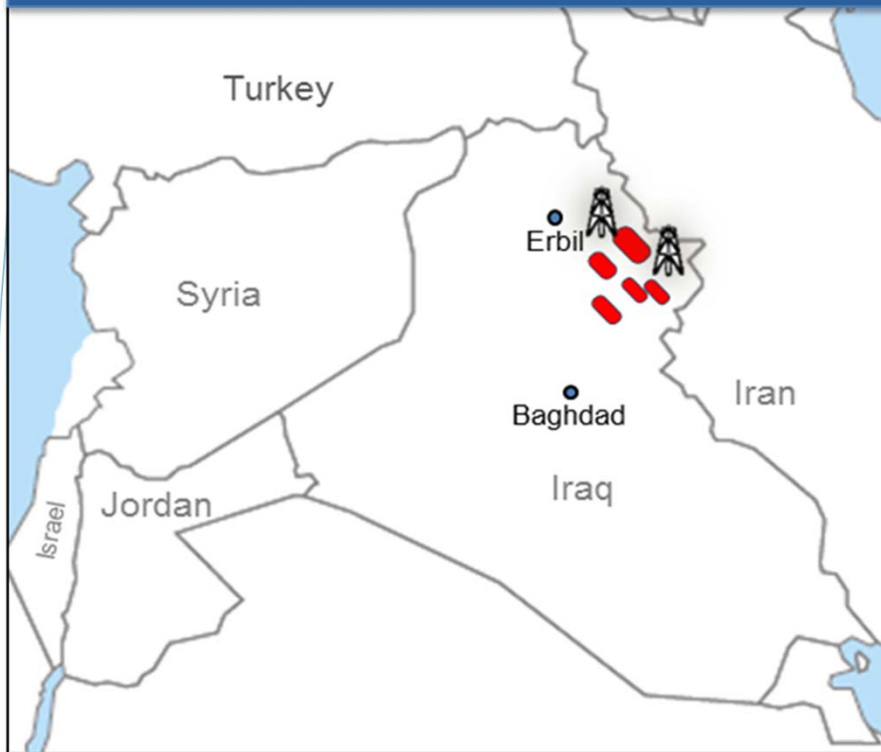 Turkey
Erbil
Syria
Iran
Baghdad
Iraq
Jordan
Israel